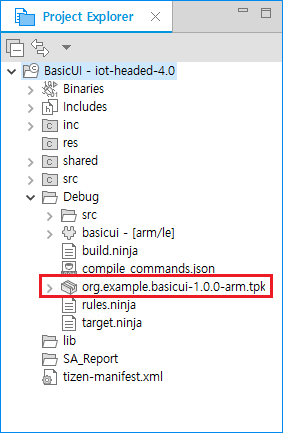 Project Explorer
BasicUI - iot-headed-4.0
Binaries
Includes
inc
res
shared
src
Debug
src
basicui - [arm/le]
build.ninja
compile_commands.json
org.example.basicui-1.0.0-arm.tpk
rules.ninja
target.ninja
lib
SA_Report
tizen-manifest.xml